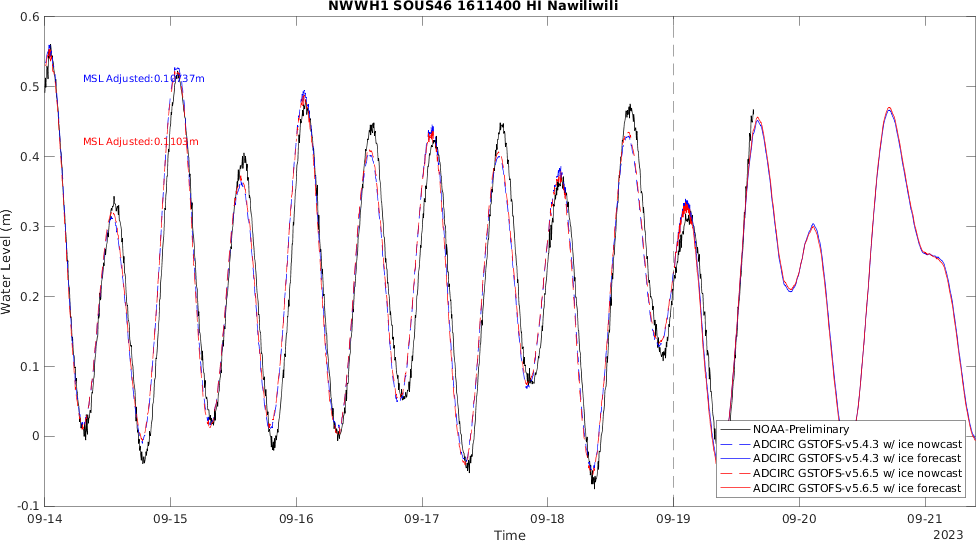 NWWH1 SOUS46 1611400 HI Nawiliwili
0.6
0.5
0.4
0.3
0.2
0.1
0
-0.1
Water Level (m)
MSL Adjusted:0.10737m
MSL Adjusted:0.1103m
NOAA-Preliminary
ADCIRC GSTOFS-v5.4.3 w/ ice nowcast
ADCIRC GSTOFS-v5.4.3 w/ ice forecast
ADCIRC GSTOFS-v5.6.5 w/ ice nowcast
ADCIRC GSTOFS-v5.6.5 w/ ice forecast
09-14 09-15 09-16 09-17 09-18 09-19 09-20 09-21
Time
2023